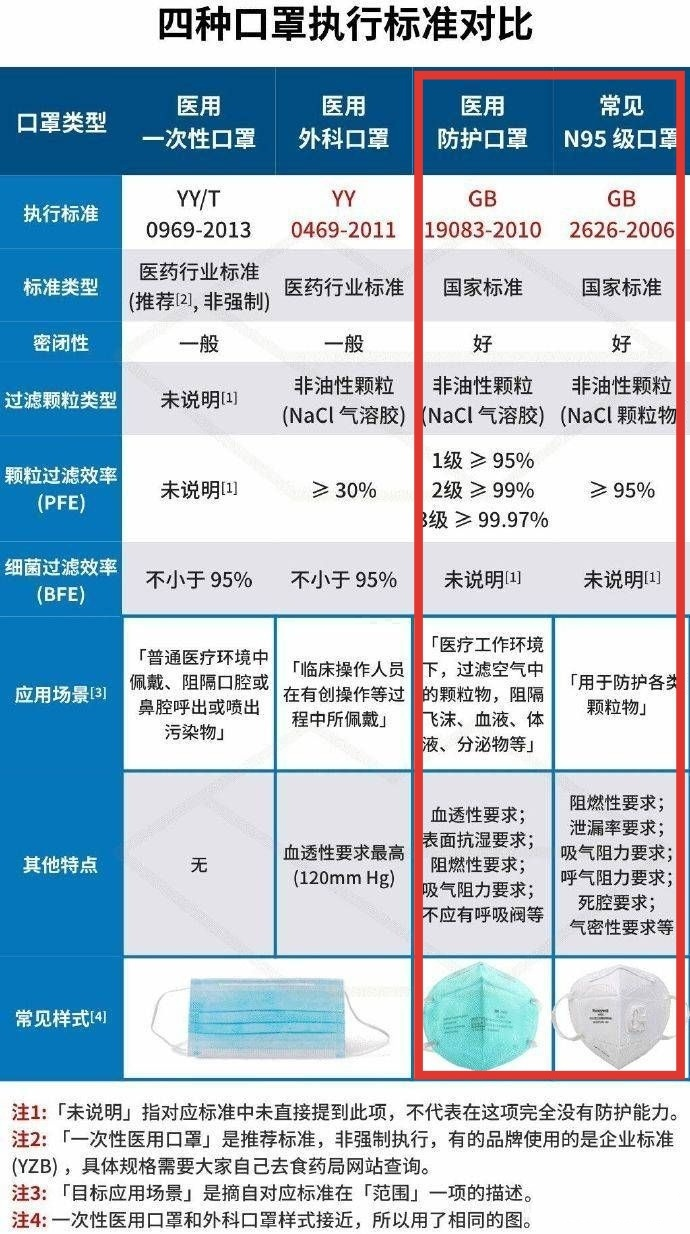 四种口罩执行标准对比
口罩类型
医用
一次性口罩
医用
外科口罩
医用
防护口罩
常见
N95 级口罩
执行标准
YY/T
0969-2013
YY
0469-2011
GB
19083-2010
GB
2626-2006
标准类型
医药行业标准
(推荐[2], 非强制)
医药行业标准
国家标准
国家标准
密闭性
一般
一般
好
好
过滤颗粒类型
未说明[1]
非油性颗粒
(NaCl 气溶胶)
非油性颗粒
(NaCl 气溶胶)
非油性颗粒
(NaCl 颗粒物
颗粒过滤效率
(PFE)
未说明[1]
≥ 30%
1级 ≥ 95%
2级 ≥ 99%
3级 ≥ 99.97%
≥ 95%
细菌过滤效率
(BFE)
不小于 95%
不小于 95%
未说明[1]
未说明[1]
应用场景[3]
「普通医疗环境中
佩戴、阻隔口腔或
鼻腔呼出或喷出
污染物」
「临床操作人员
在有创操作等过
程中所佩戴」
「医疗工作环境
下，过滤空气中
的颗粒物，阻隔
飞沫、血液、体
液、分泌物等」
「用于防护各类
颗粒物」
其他特点
无
血透性要求最高
(120mm Hg)
血透性要求；
表面抗湿要求；
阻燃性要求；
吸气阻力要求；
不应有呼吸阀等
阻燃性要求；
泄漏率要求；
吸气阻力要求；
呼气阻力要求；
死腔要求；
气密性要求等
常见样式[4]
注1:「未说明」指对应标准中未直接提到此项，不代表在这项完全没有防护能力。
注2: 「一次性医用口罩」是推荐标准，非强制执行，有的品牌使用的是企业标准
(YZB) ，具体规格需要大家自己去食药局网站查询。
注3: 「目标应用场景」是摘自对应标准在「范围」一项的描述。
注4: 一次性医用口罩和外科口罩样式接近，所以用了相同的图。